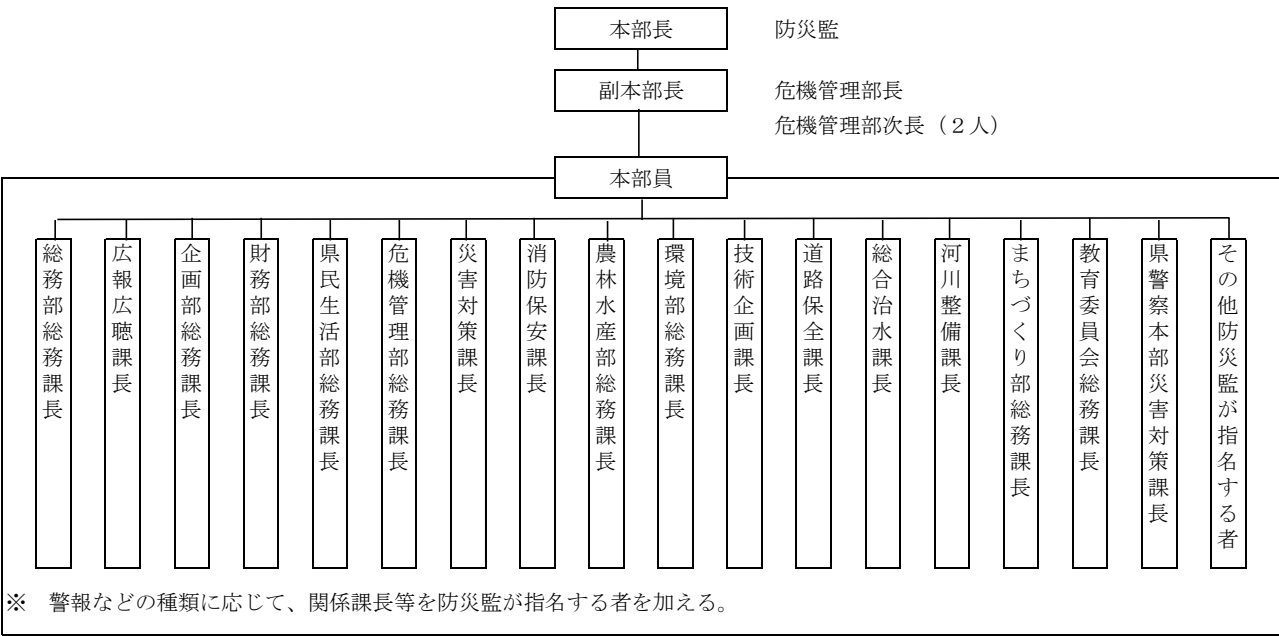 本部長
防災監
副本部長
危機管理部長
危機管理部次長（２人）
本部員
総務部総務課長
広報広聴課長
企画部総務課長
財務部総務課長
県民生活部総務課長
危機管理部総務課長
災害対策課長
消防保安課長
農林水産部総務課長
環境部総務課長
技術企画課長
道路保全課長
総合治水課長
河川整備課長
まちづくり部総務課長
教育委員会総務課長
県警察本部災害対策課長
その他防災監が指名する者
※　警報などの種類に応じて、関係課長等を防災監が指名する者を加える。